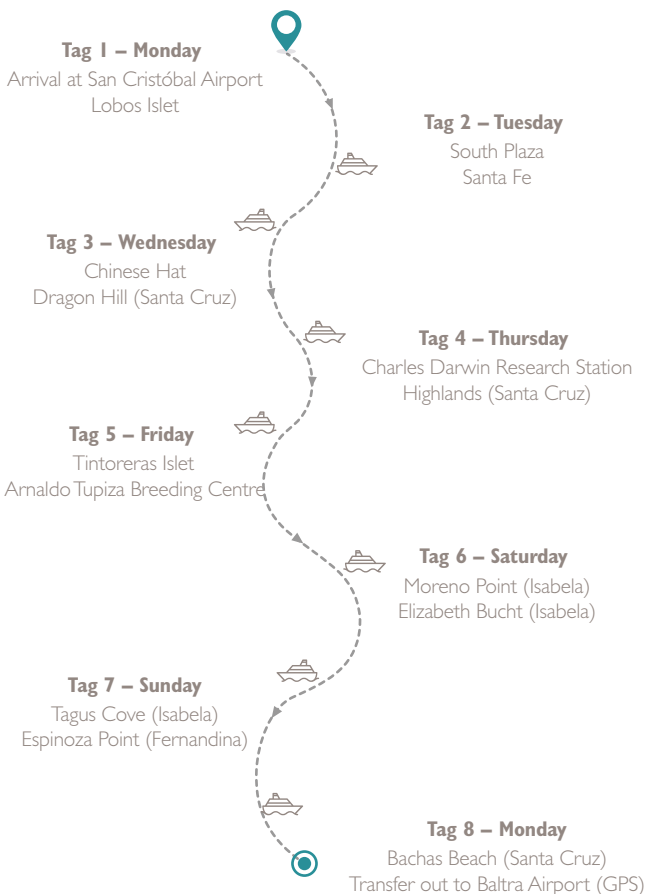 Tag 1 – Monday
Arrival at San Cristóbal Airport
Lobos Islet
Tag 2 – Tuesday
South Plaza
Santa Fe
Tag 3 – Wednesday
Chinese Hat
Dragon Hill (Santa Cruz)
Tag 4 – Thursday
Charles Darwin Research Station
Highlands (Santa Cruz)
Tag 5 – Friday
Tintoreras Islet
Arnaldo Tupiza Breeding Centre
Tag 6 – Saturday
Moreno Point (Isabela)
Elizabeth Bucht (Isabela)
Tag 7 – Sunday
Tagus Cove (Isabela)
Espinoza Point (Fernandina)
Tag 8 – Monday
Bachas Beach (Santa Cruz)
Transfer out to Baltra Airport (GPS)